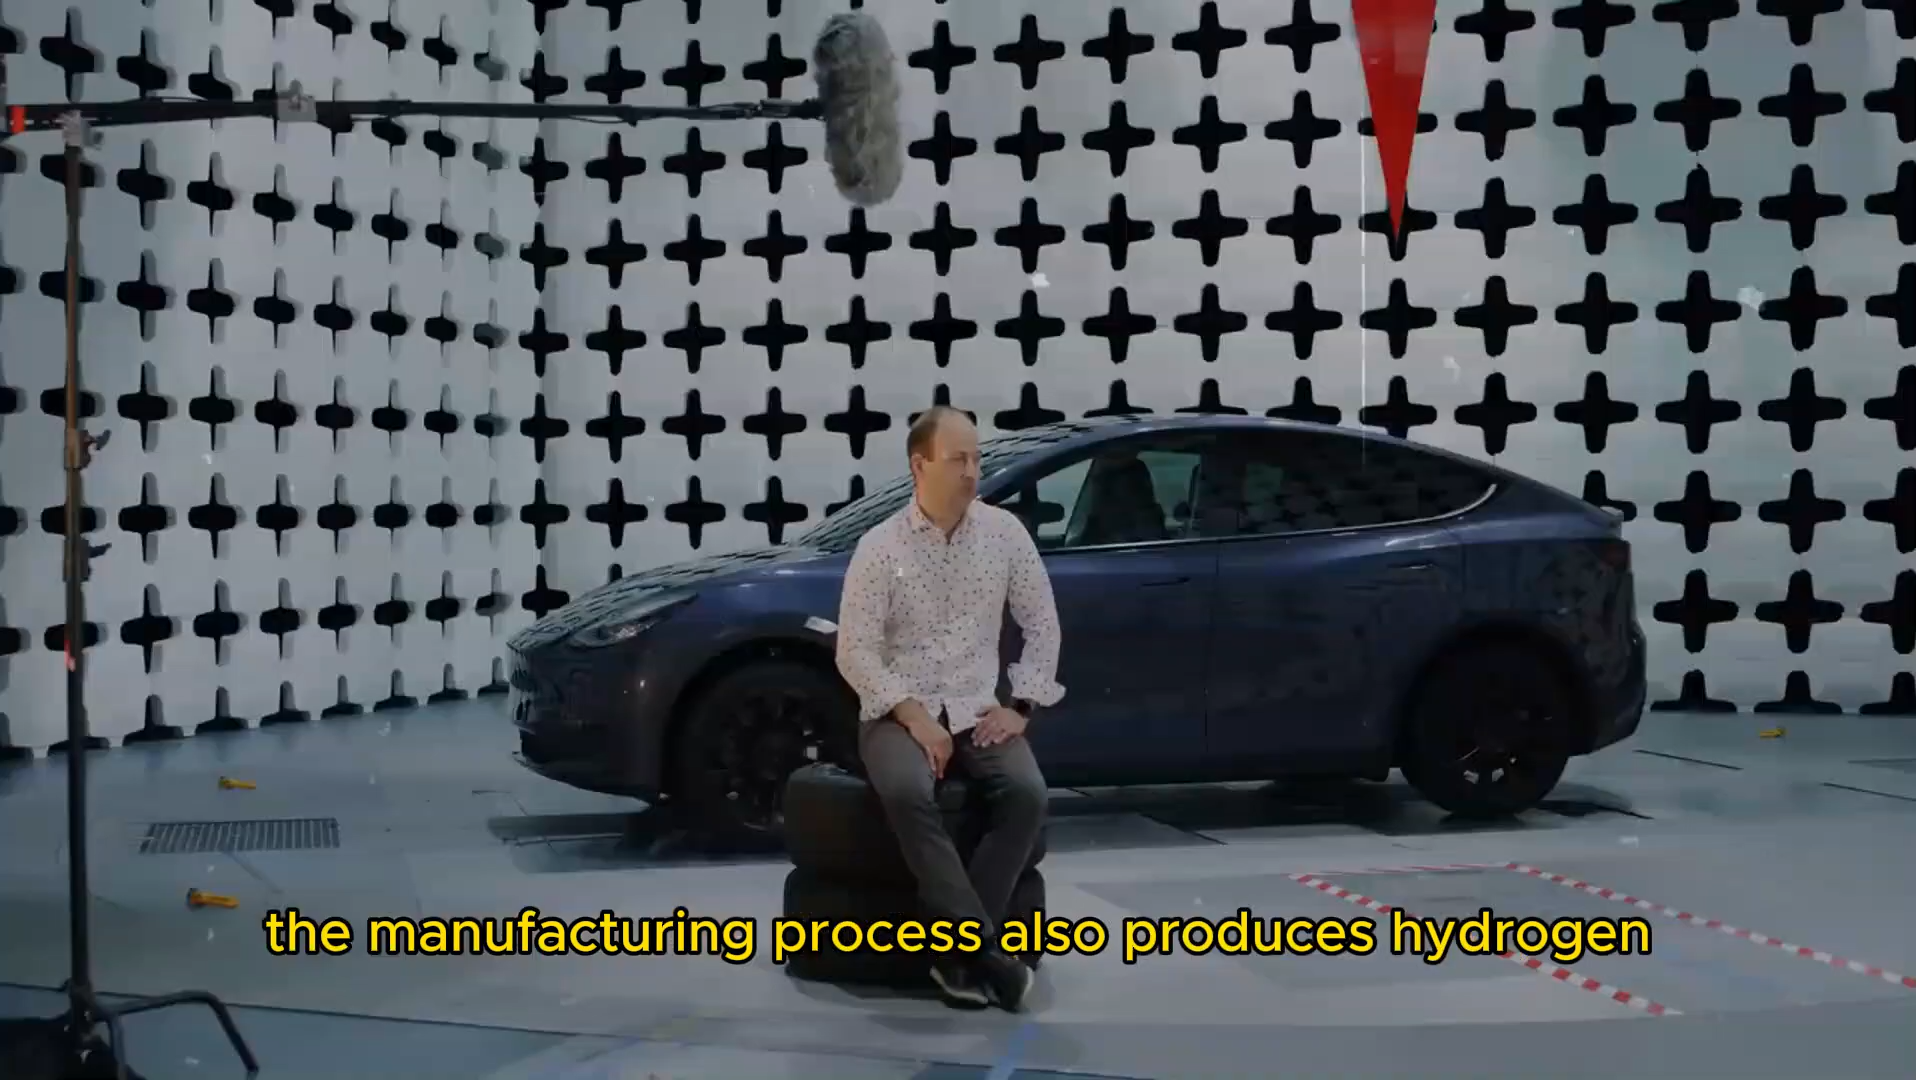 the manufacturing process also produces hydrogen